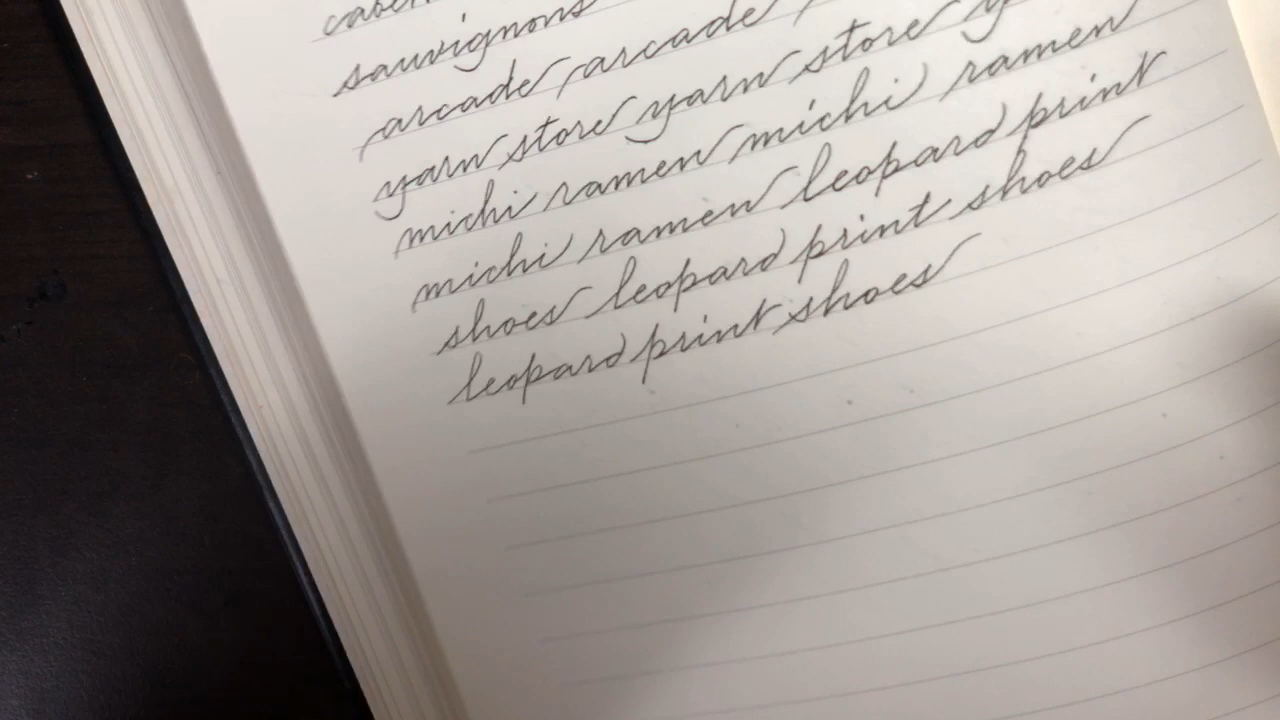 sauvignons
arcade arcade
yarn store yarn store
michi ramen michi ramen
michi ramen leopard print
shoes leopard print shoes
leopard print shoes